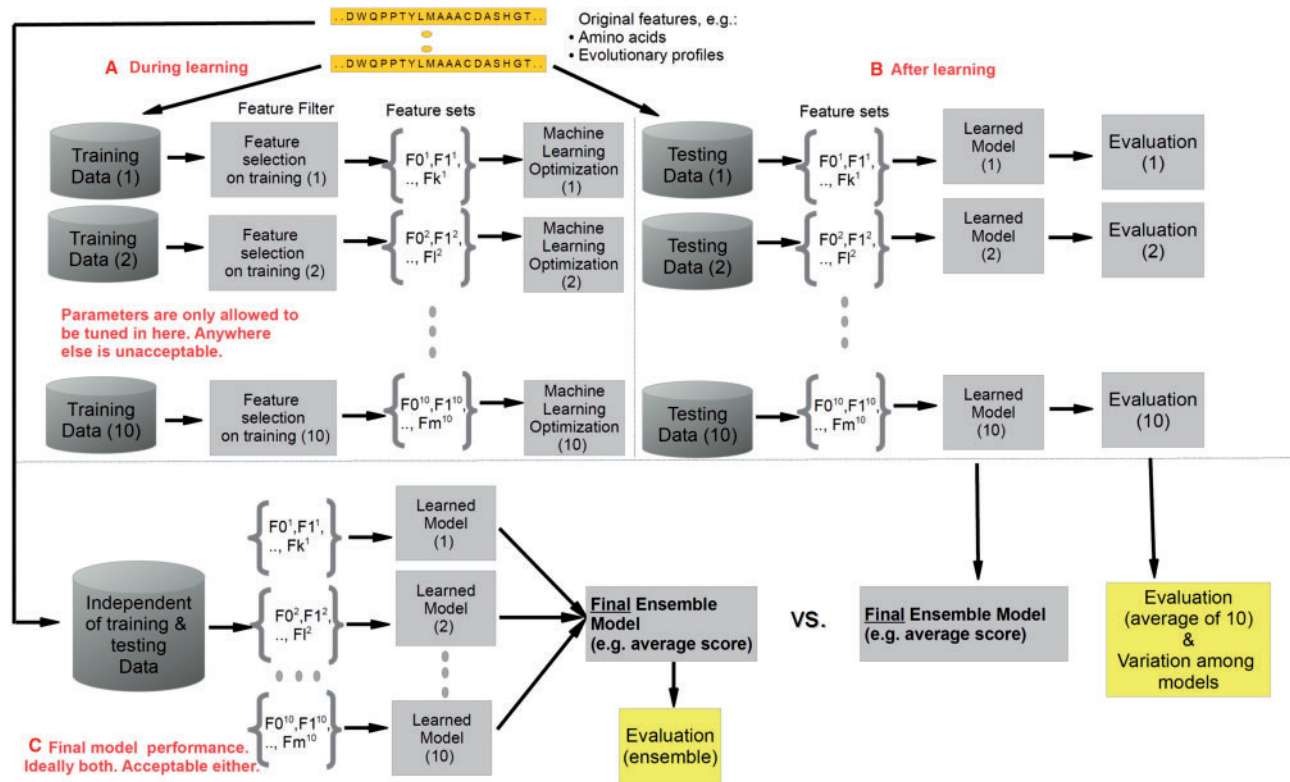 ..DWQPPTYLMAAACDASHGT..
..DWQPPTYLMAAACDASHGT..
Original features, e.g.:
• Amino acids
• Evolutionary profiles
A During learning
B After learning
Feature Filter
Feature sets
Training
Data (1)
Feature
selection
on training (1)
F0¹,F1¹,
.., Fk¹
Machine
Learning
Optimization
(1)
Training
Data (2)
Feature
selection
on training (2)
F0²,F1²,
.., Fl²
Machine
Learning
Optimization
(2)
Parameters are only allowed to
be tuned in here. Anywhere
else is unacceptable.
Training
Data (10)
Feature
selection
on training (10)
F0¹⁰,F1¹⁰,
.., Fm¹⁰
Machine
Learning
Optimization
(10)
Feature sets
Testing
Data (1)
F0¹,F1¹,
.., Fk¹
Learned
Model
(1)
Evaluation
(1)
Testing
Data (2)
F0²,F1²,
.., Fl²
Learned
Model
(2)
Evaluation
(2)
Testing
Data (10)
F0¹⁰,F1¹⁰,
.., Fm¹⁰
Learned
Model
(10)
Evaluation
(10)
Independent
of training &
testing
Data
F0¹,F1¹,
.., Fk¹
Learned
Model
(1)
F0²,F1²,
.., Fl²
Learned
Model
(2)
F0¹⁰,F1¹⁰,
.., Fm¹⁰
Learned
Model
(10)
Final Ensemble
Model
(e.g. average score)
Evaluation
(ensemble)
VS.
Final Ensemble Model
(e.g. average score)
Evaluation
(average of 10)
&
Variation among
models
C Final model performance.
Ideally both. Acceptable either.